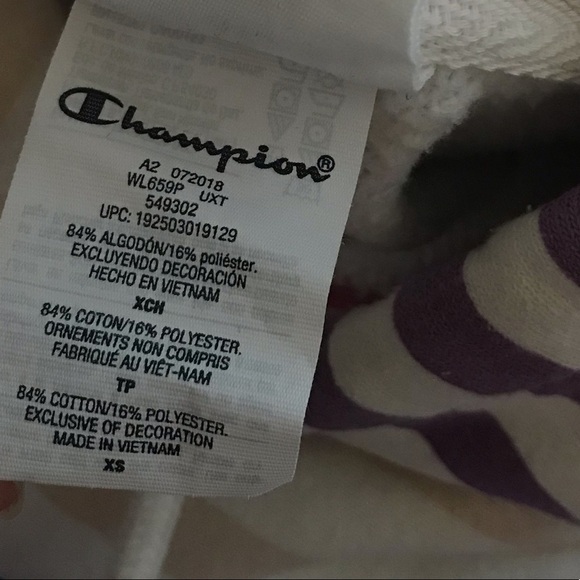 Champion®
A2 072018
WL659P UXT
549302
UPC: 192503019129
84% ALGODÓN/16% poliéster.
EXCLUYENDO DECORACIÓN
HECHO EN VIETNAM
XCH
84% COTON/16% POLYESTER.
ORNEMENTS NON COMPRIS
FABRIQUÉ AU VIÊT-NAM
TP
84% COTTON/16% POLYESTER.
EXCLUSIVE OF DECORATION
MADE IN VIETNAM
XS